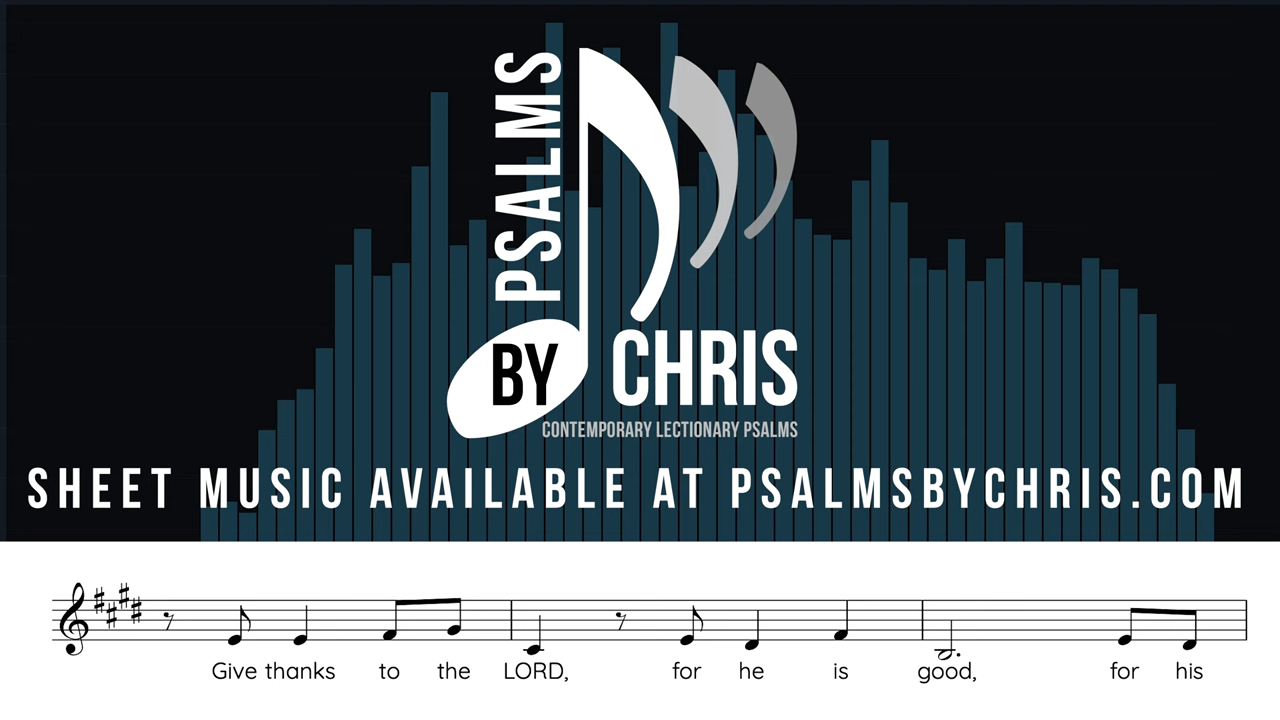 PSALMS
BY CHRIS
CONTEMPORARY LECTIONARY PSALMS
SHEET MUSIC AVAILABLE AT PSALMSBYCHRIS.COM
Give thanks to the LORD, for he is good, for his